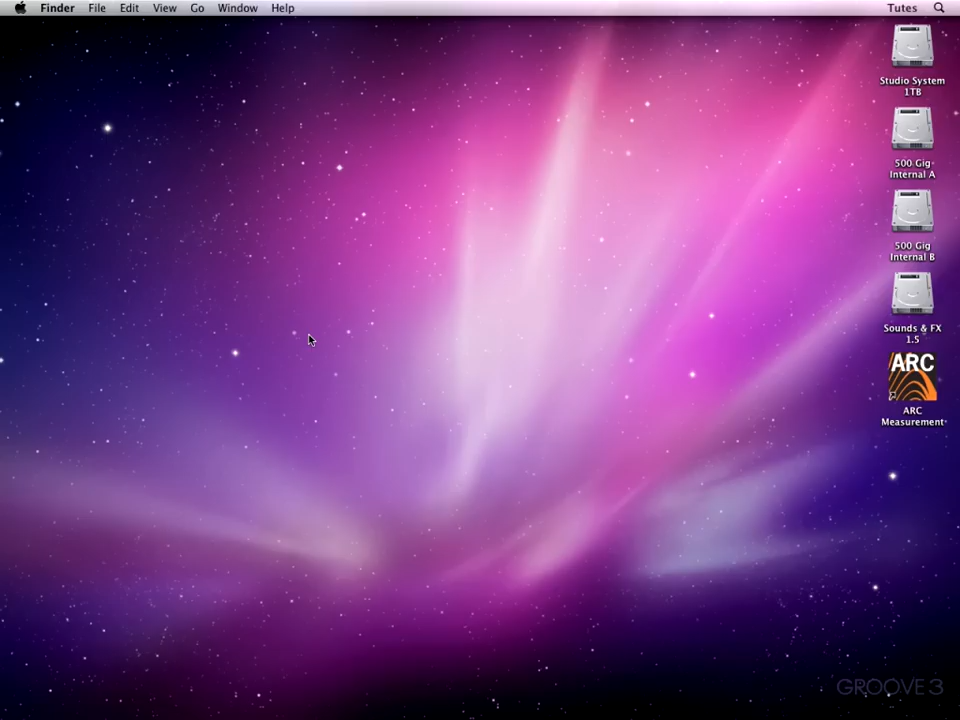 Finder File Edit View Go Window Help Tutes
Studio System
1TB
500 Gig
Internal A
500 Gig
Internal B
Sounds & FX
1.5
ARC
ARC
Measurement
GROOVE 3